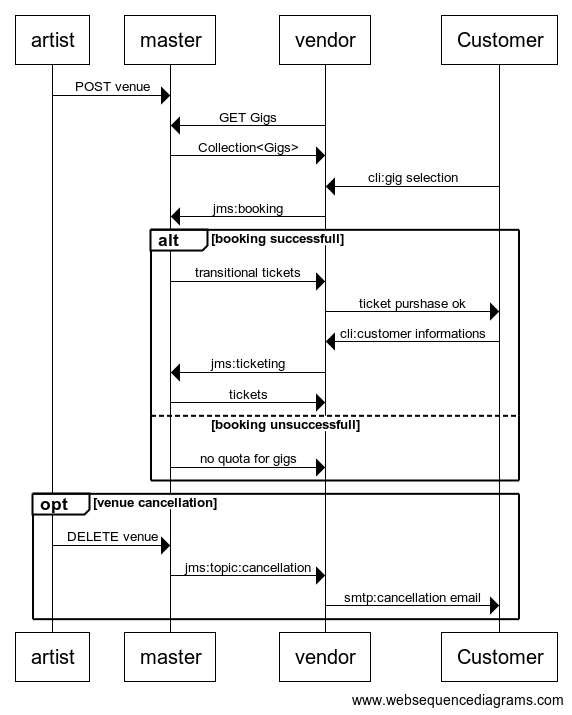 artist master vendor Customer
POST venue
GET Gigs
Collection<Gigs>
cli:gig selection
jms:booking
alt [booking successfull]
transitional tickets
ticket purshase ok
cli:customer informations
jms:ticketing
tickets
[booking unsuccessfull]
no quota for gigs
opt [venue cancellation]
DELETE venue
jms:topic:cancellation
smtp:cancellation email
artist master vendor Customer
www.websequencediagrams.com